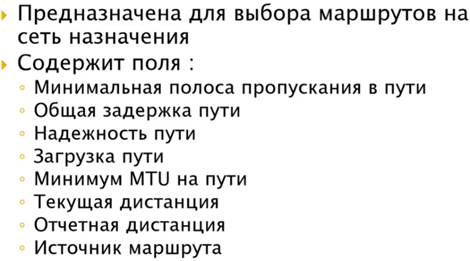 Предназначена для выбора маршрутов на
сеть назначения
Содержит поля :
Минимальная полоса пропускания в пути
Общая задержка пути
Надежность пути
Загрузка пути
Минимум MTU на пути
Текущая дистанция
Отчетная дистанция
Источник маршрута